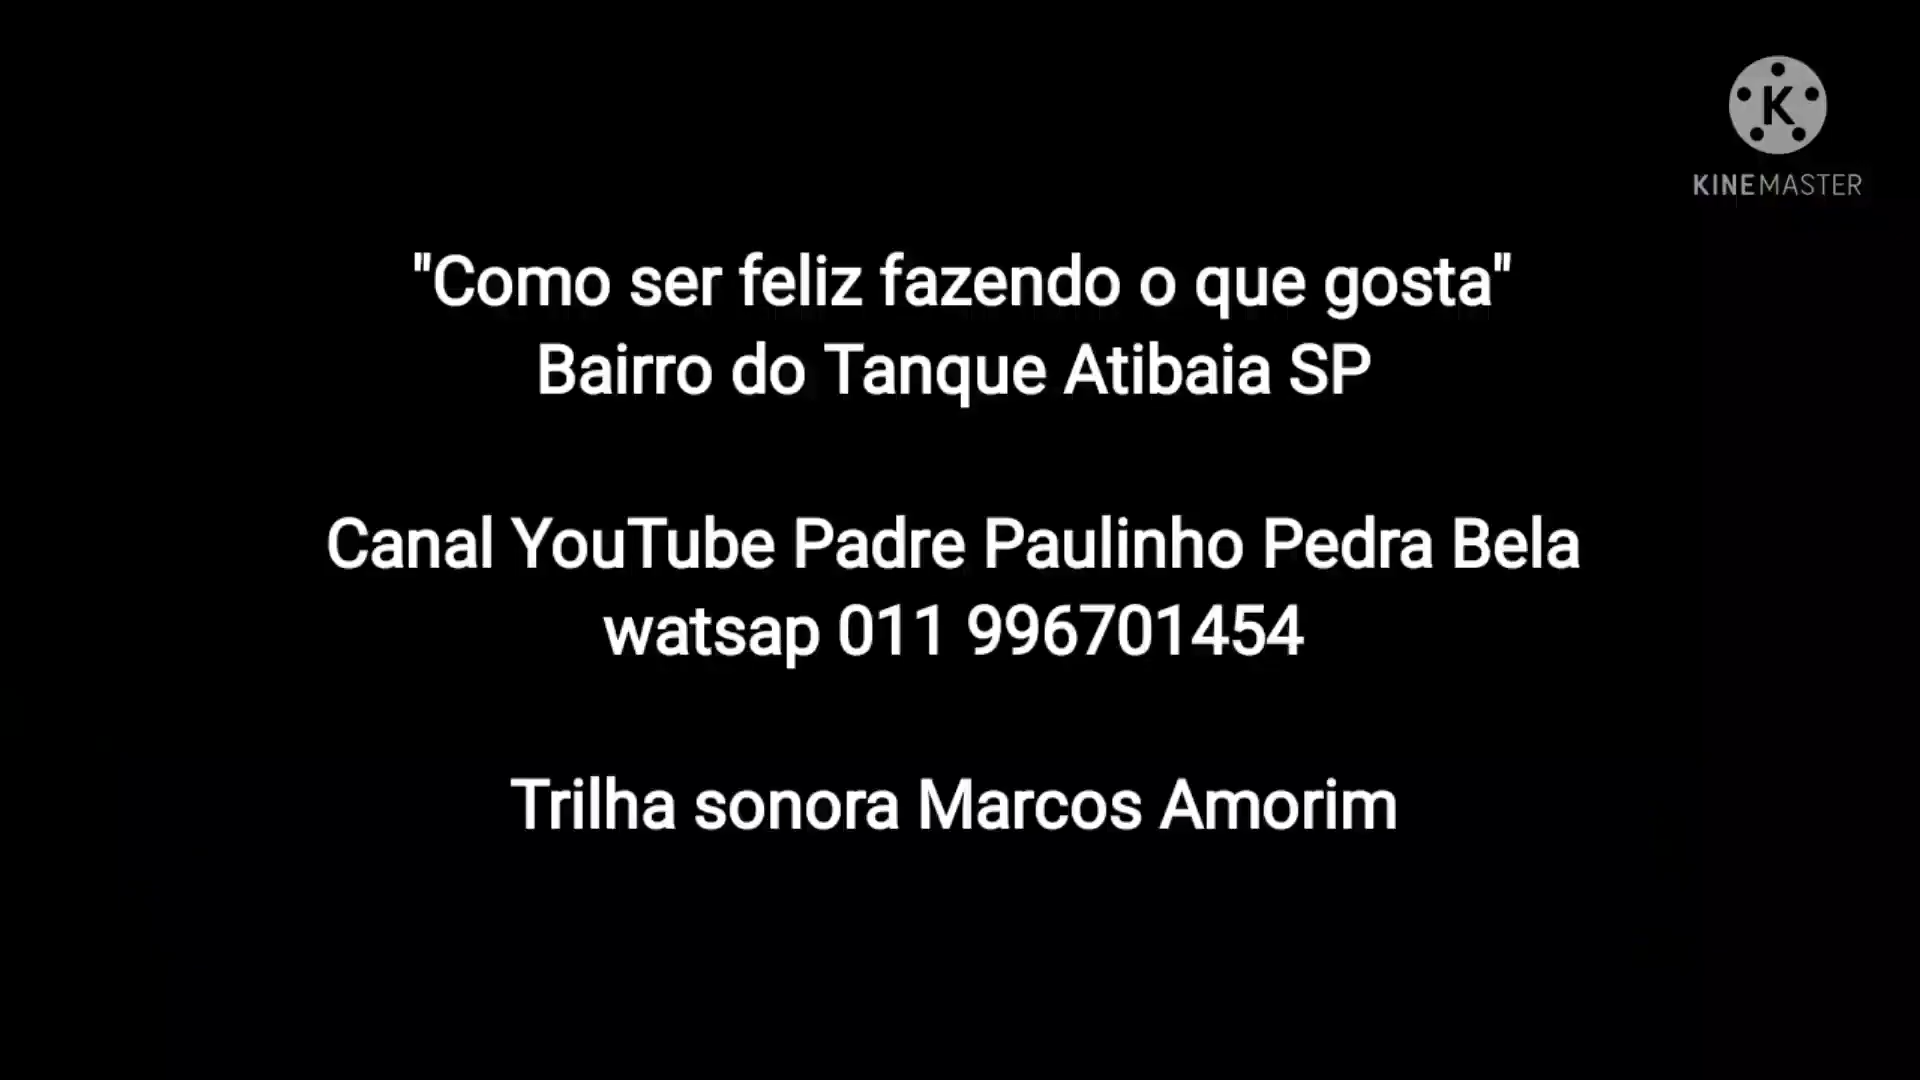 K
KINEMASTER
"Como ser feliz fazendo o que gosta"
Bairro do Tanque Atibaia SP
Canal YouTube Padre Paulinho Pedra Bela
watsap 011 996701454
Trilha sonora Marcos Amorim